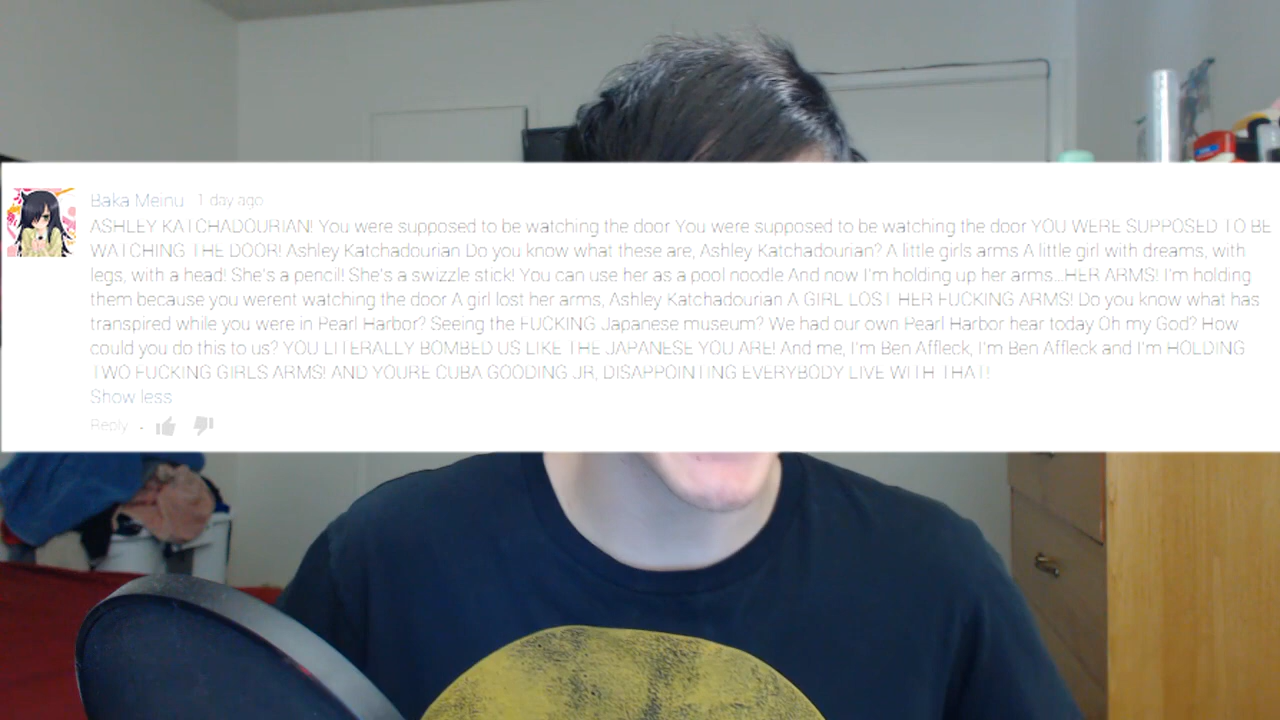 Baka Meinu 1 day ago
ASHLEY KATCHADOURIAN! You were supposed to be watching the door You were supposed to be watching the door YOU WERE SUPPOSED TO BE
WATCHING THE DOOR! Ashley Katchadourian Do you know what these are, Ashley Katchadourian? A little girls arms A little girl with dreams, with
legs, with a head! She's a pencil! She's a swizzle stick! You can use her as a pool noodle And now I'm holding up her arms...HER ARMS! I'm holding
them because you werent watching the door A girl lost her arms, Ashley Katchadourian A GIRL LOST HER FUCKING ARMS! Do you know what has
transpired while you were in Pearl Harbor? Seeing the FUCKING Japanese museum? We had our own Pearl Harbor hear today Oh my God? How
could you do this to us? YOU LITERALLY BOMBED US LIKE THE JAPANESE YOU ARE! And me, I'm Ben Affleck, I'm Ben Affleck and I'm HOLDING
TWO FUCKING GIRLS ARMS! AND YOURE CUBA GOODING JR, DISAPPOINTING EVERYBODY LIVE WITH THAT!
Show less
Reply ·